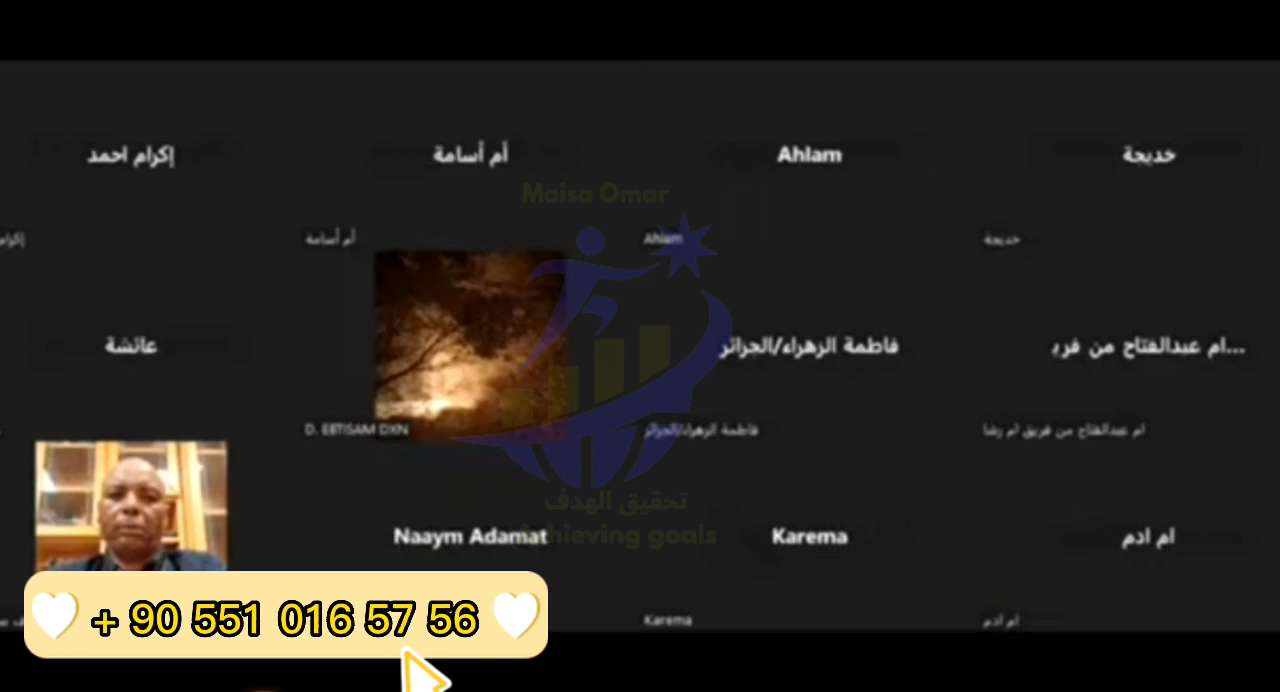 إكرام احمد
أم أسامة
Ahlam
خديجة
Maisa Omar
أم أسامة
Ahlam
خديجة
عائشة
فاطمة الزهراء/الجزائر
ام عبدالفتاح من فري...
D. EBTISAM DXN
فاطمة الزهراء/الجزائر
ام عبدالفتاح من فريق ام رضا
تحقيق الهدف
Achieving goals
Naaym Adamat
Karema
ام ادم
+ 90 551 016 57 56
Karema
ام ادم